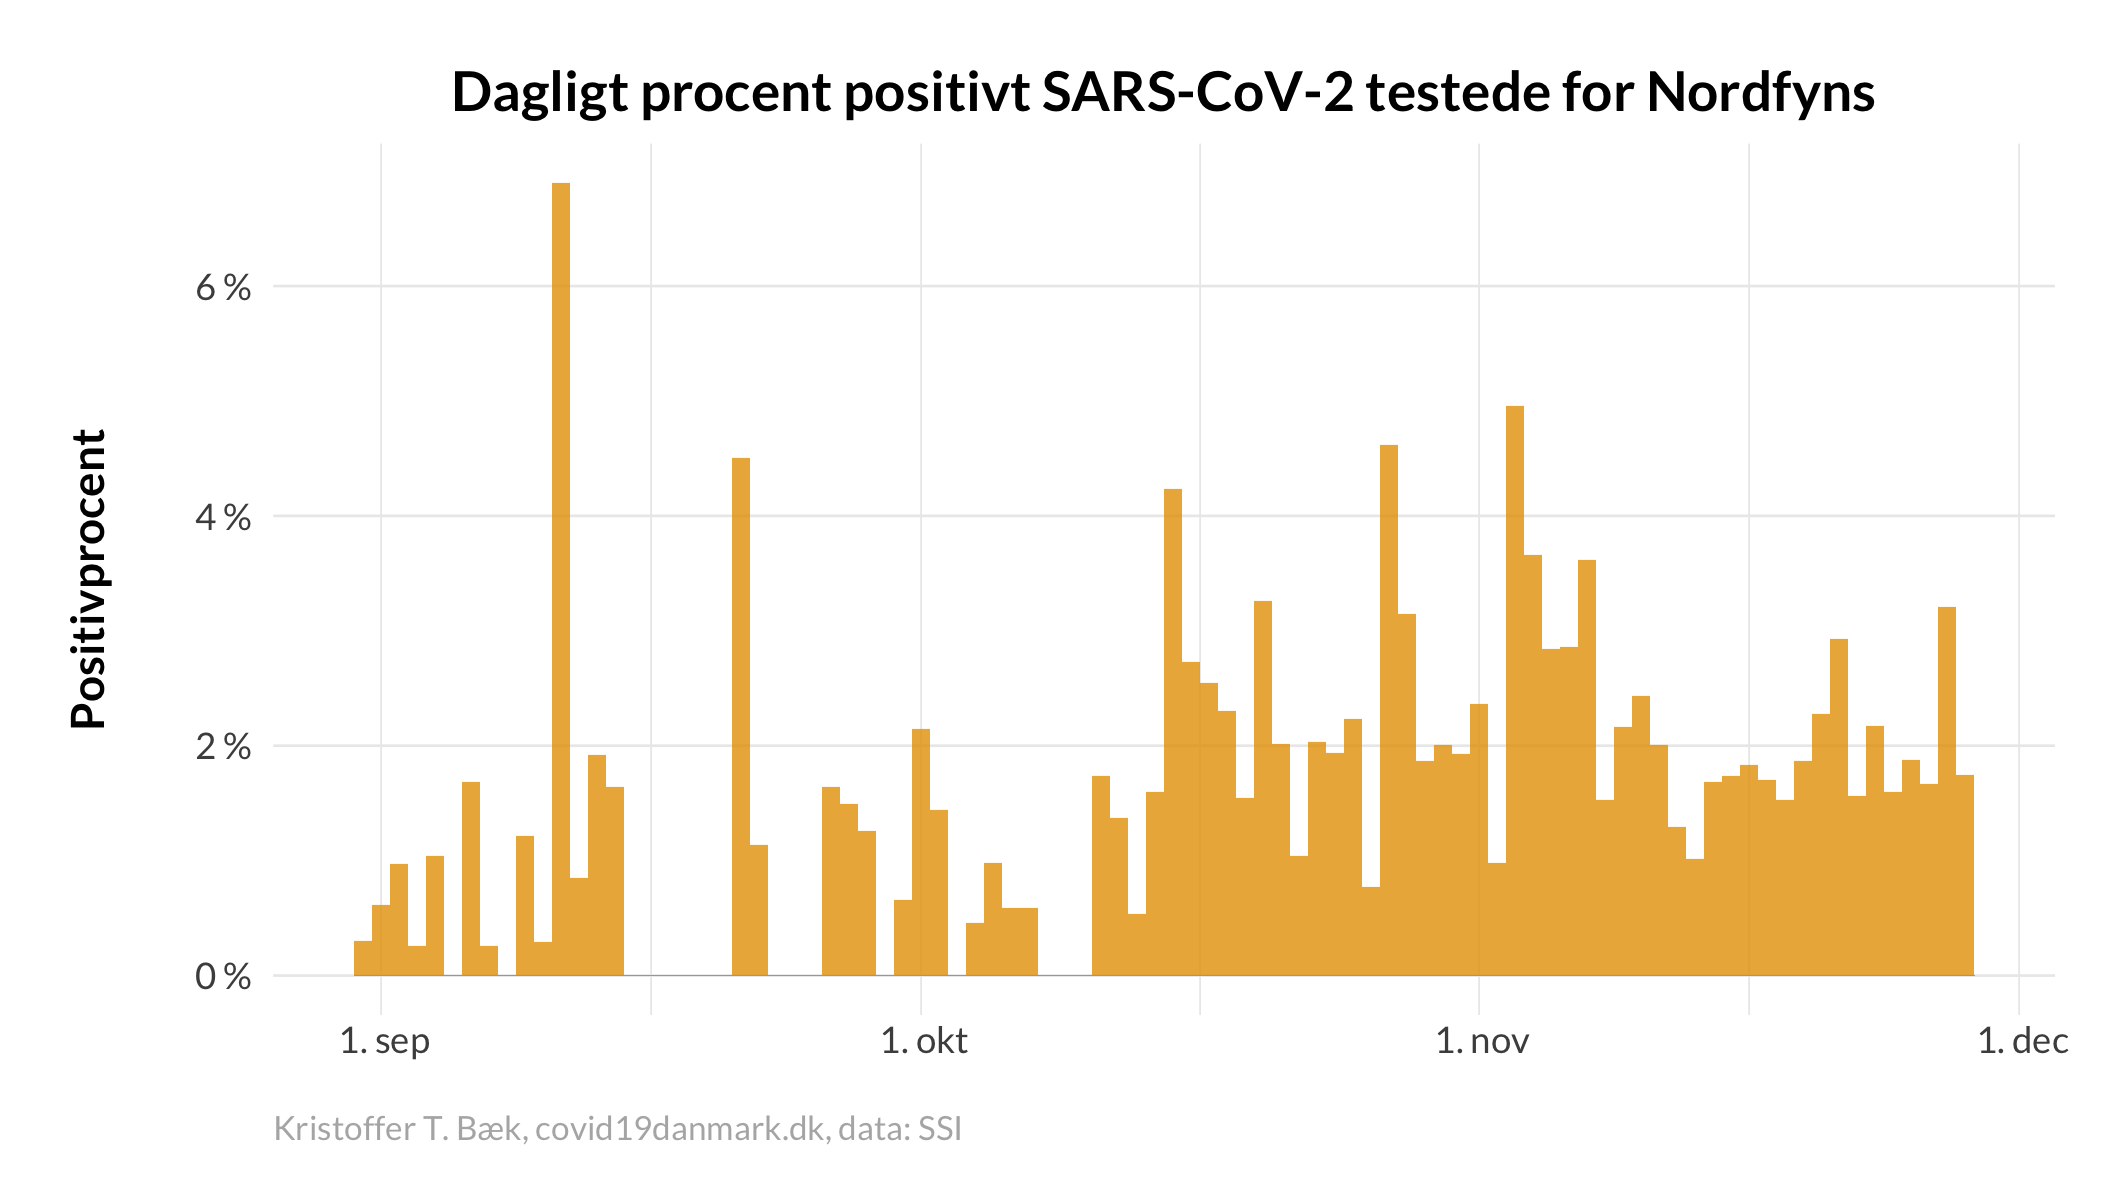 Dagligt procent positivt SARS-CoV-2 testede for Nordfyns
Positivprocent
6 %
4 %
2 %
0 %
1. sep
1. okt
1. nov
1. dec
Kristoffer T. Bæk, covid19danmark.dk, data: SSI